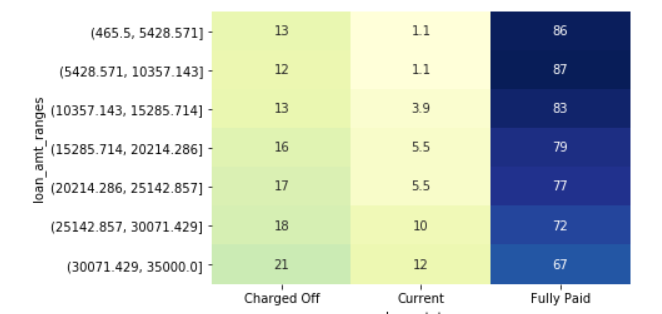 (465.5, 5428.571] 13 1.1 86
(5428.571, 10357.143] 12 1.1 87
(10357.143, 15285.714] 13 3.9 83
(15285.714, 20214.286] 16 5.5 79
(20214.286, 25142.857] 17 5.5 77
(25142.857, 30071.429] 18 10 72
(30071.429, 35000.0] 21 12 67
loan_amt_ranges
Charged Off Current Fully Paid